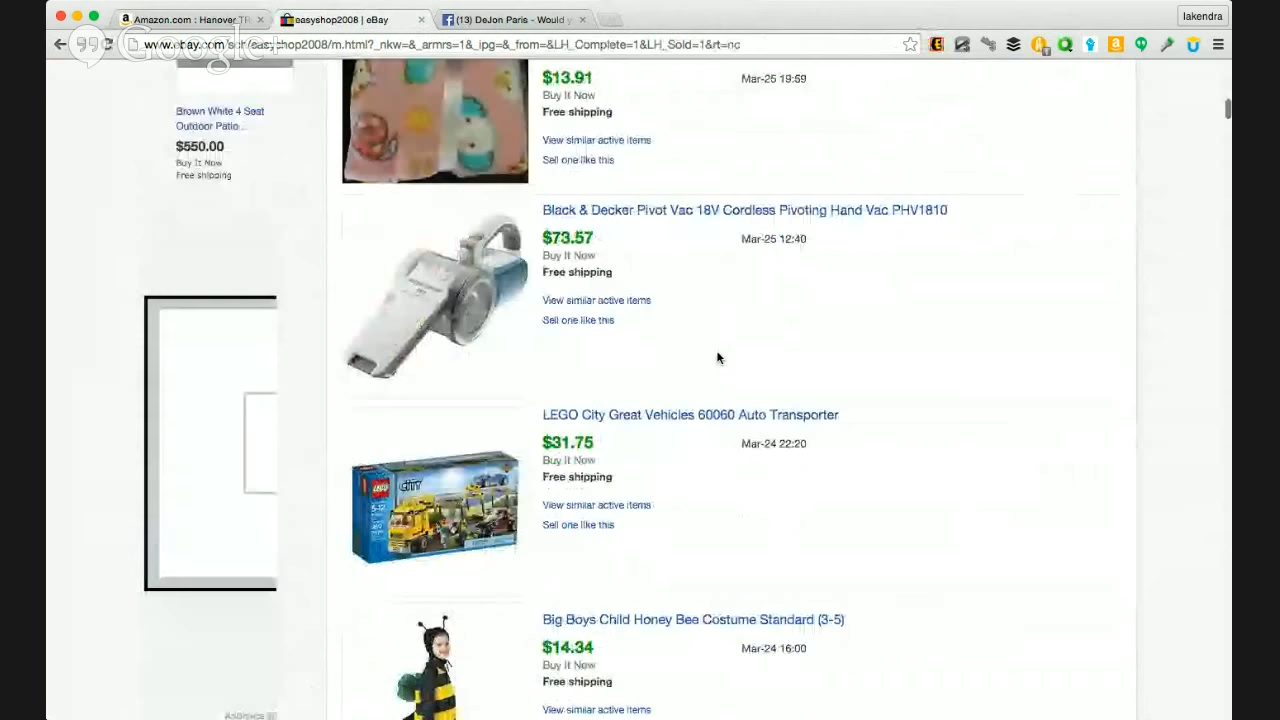 Amazon.com : Hanover TR
easyshop2008 | eBay
(13) DeJon Paris - Would y
lakendra
Google+
www.ebay.com/sch/easyshop2008/m.html?_nkw=&_armrs=1&_ipg=&_from=&LH_Complete=1&LH_Sold=1&rt=nc
Brown White 4 Seat
Outdoor Patio...
$550.00
Buy It Now
Free shipping
$13.91
Mar-25 19:59
Buy It Now
Free shipping
View similar active items
Sell one like this
Black & Decker Pivot Vac 18V Cordless Pivoting Hand Vac PHV1810
$73.57
Mar-25 12:40
Buy It Now
Free shipping
View similar active items
Sell one like this
LEGO City Great Vehicles 60060 Auto Transporter
$31.75
Mar-24 22:20
Buy It Now
Free shipping
View similar active items
Sell one like this
LEGO
CITY
Big Boys Child Honey Bee Costume Standard (3-5)
$14.34
Mar-24 16:00
Buy It Now
Free shipping
View similar active items